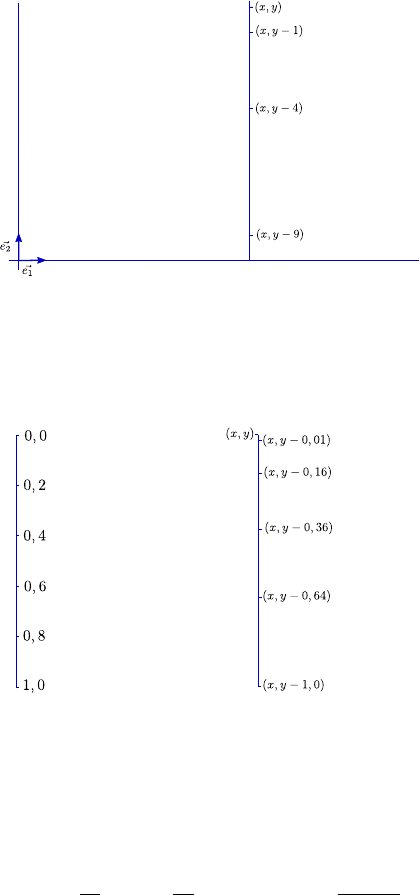 (x, y)
(x, y − 1)
(x, y − 4)
(x, y − 9)
e⃗2
e⃗1
0, 0
(x, y)
(x, y − 0, 01)
0, 2
(x, y − 0, 16)
0, 4
(x, y − 0, 36)
0, 6
(x, y − 0, 64)
0, 8
1, 0
(x, y − 1, 0)